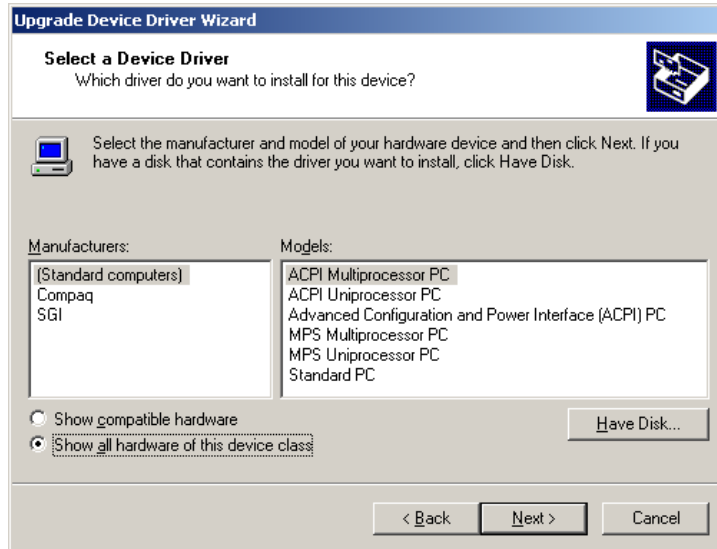 Upgrade Device Driver Wizard
Select a Device Driver
Which driver do you want to install for this device?
Select the manufacturer and model of your hardware device and then click Next. If you
have a disk that contains the driver you want to install, click Have Disk.
Manufacturers:
(Standard computers)
Compaq
SGI
Models:
ACPI Multiprocessor PC
ACPI Uniprocessor PC
Advanced Configuration and Power Interface (ACPI) PC
MPS Multiprocessor PC
MPS Uniprocessor PC
Standard PC
Show compatible hardware
Show all hardware of this device class
Have Disk...
< Back
Next >
Cancel